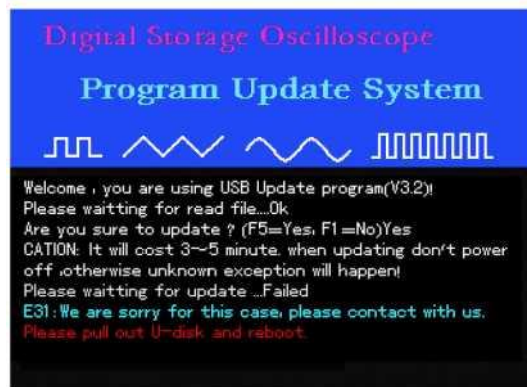 Digital Storage Oscilloscope
Program Update System
Welcome , you are using USB Update program(V3.2)!
Please waitting for read file....Ok
Are you sure to update ? (F5=Yes, F1=No)Yes
CATION: It will cost 3~5 minute, when updating don't power
off ,otherwise unknown exception will happen!
Please waitting for update ...Failed
E31:We are sorry for this case, please contact with us.
Please pull out U-disk and reboot.